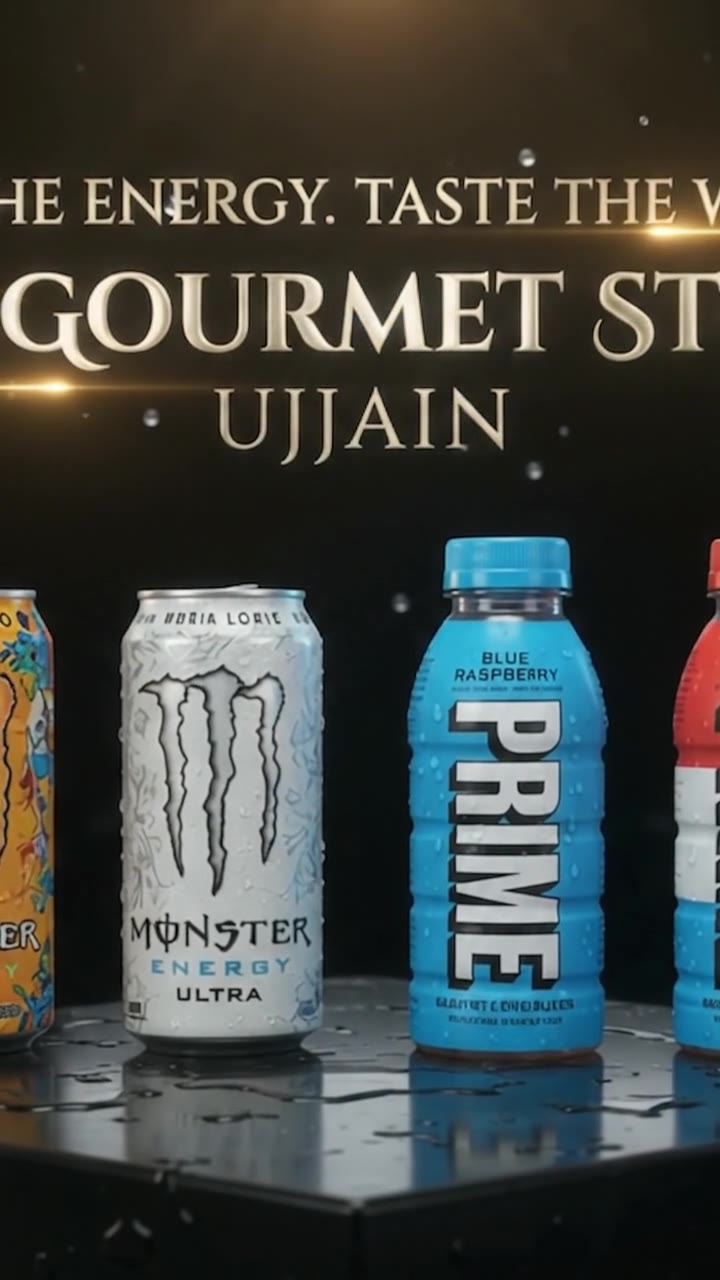 HE ENERGY. TASTE THE W
GOURMET ST
UJJAIN
MONSTER
ENERGY
ULTRA
BLUE
RASPBERRY
PRIME
ER
Y